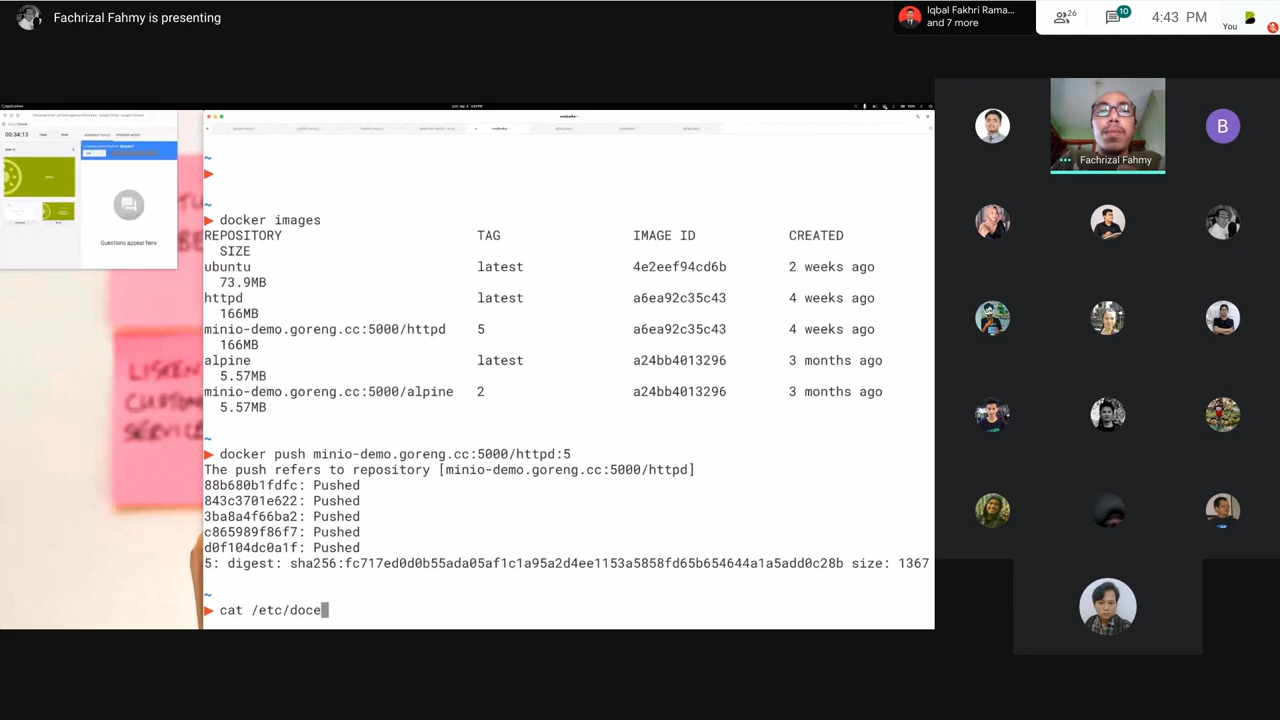 Fachrizal Fahmy is presenting
Iqbal Fakhri Rama...
and 7 more
26
10
4:43 PM
You
00:34:13
Questions appear here
LISTEN
CUSTOM
SERVICE
docker images
REPOSITORY TAG IMAGE ID CREATED
SIZE
ubuntu latest 4e2eef94cd6b 2 weeks ago
73.9MB
httpd latest a6ea92c35c43 4 weeks ago
166MB
minio-demo.goreng.cc:5000/httpd 5 a6ea92c35c43 4 weeks ago
166MB
alpine latest a24bb4013296 3 months ago
5.57MB
minio-demo.goreng.cc:5000/alpine 2 a24bb4013296 3 months ago
5.57MB
docker push minio-demo.goreng.cc:5000/httpd:5
The push refers to repository [minio-demo.goreng.cc:5000/httpd]
88b680b1fdfc: Pushed
843c3701e622: Pushed
3ba8a4f66ba2: Pushed
c865989f86f7: Pushed
d0f104dc0a1f: Pushed
5: digest: sha256:fc717ed0d0b55ada05af1c1a95a2d4ee1153a5858fd65b654644a1a5add0c28b size: 1367
cat /etc/doce
Fachrizal Fahmy
B